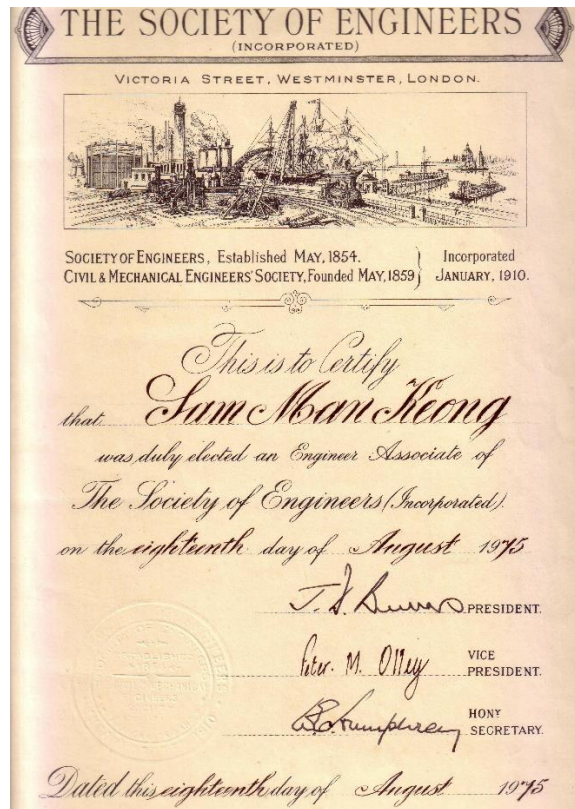 THE SOCIETY OF ENGINEERS
(INCORPORATED)
VICTORIA STREET, WESTMINSTER, LONDON.
SOCIETY OF ENGINEERS, Established MAY, 1854.
CIVIL & MECHANICAL ENGINEERS' SOCIETY, Founded MAY, 1859
Incorporated
JANUARY, 1910.
This is to Certify
that Sam Man Keong
was duly elected an Engineer Associate of
The Society of Engineers (Incorporated).
on the eighteenth day of August 1975
PRESIDENT.
Peter. M. Olley VICE
PRESIDENT.
HONY
SECRETARY.
Dated this eighteenth day of August 1975